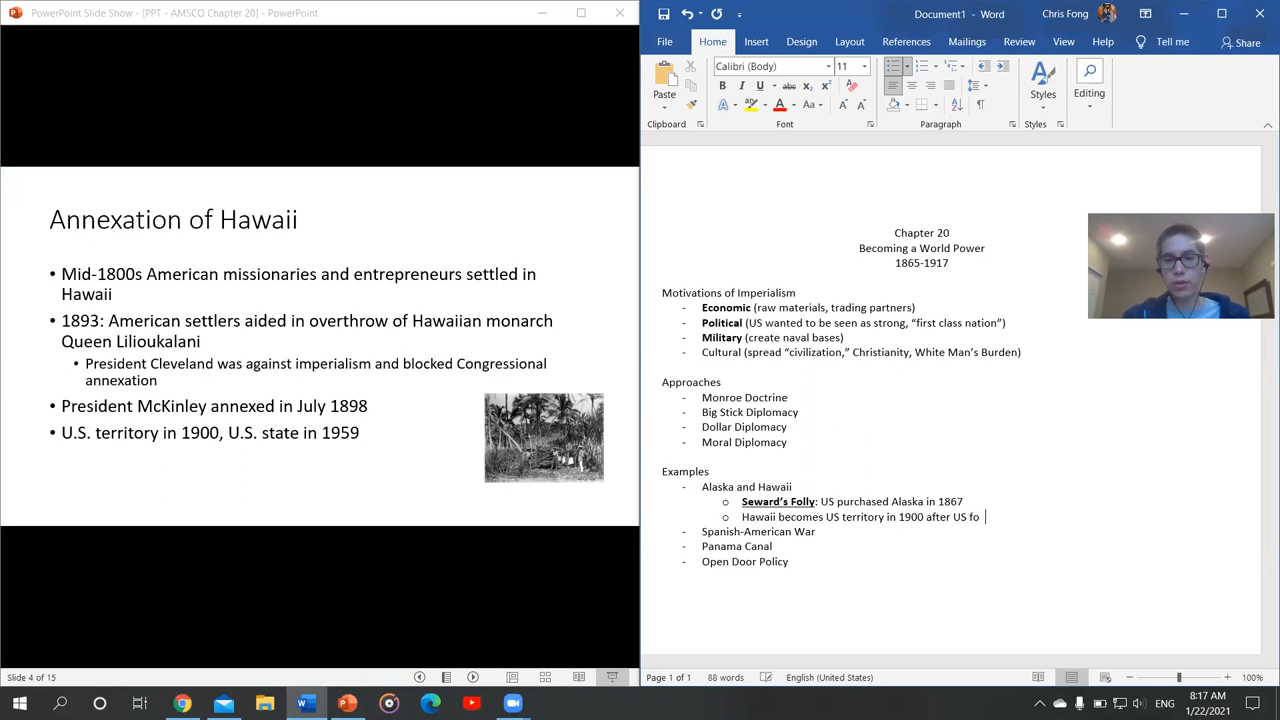 PowerPoint Slide Show - [PPT - AMSCO Chapter 20] - PowerPoint
Annexation of Hawaii
• Mid-1800s American missionaries and entrepreneurs settled in
Hawaii
• 1893: American settlers aided in overthrow of Hawaiian monarch
Queen Lilioukalani
• President Cleveland was against imperialism and blocked Congressional
annexation
• President McKinley annexed in July 1898
• U.S. territory in 1900, U.S. state in 1959
Slide 4 of 15
Document1 - Word
Chris Fong
File Home Insert Design Layout References Mailings Review View Help Tell me Share
Calibri (Body) 11
Paste
Styles
Editing
Clipboard Font Paragraph Styles
Chapter 20
Becoming a World Power
1865-1917
Motivations of Imperialism
- Economic (raw materials, trading partners)
- Political (US wanted to be seen as strong, “first class nation”)
- Military (create naval bases)
- Cultural (spread “civilization,” Christianity, White Man’s Burden)
Approaches
- Monroe Doctrine
- Big Stick Diplomacy
- Dollar Diplomacy
- Moral Diplomacy
Examples
- Alaska and Hawaii
o Seward’s Folly: US purchased Alaska in 1867
o Hawaii becomes US territory in 1900 after US fo
- Spanish-American War
- Panama Canal
- Open Door Policy
Page 1 of 1 88 words English (United States) 100%
ENG
8:17 AM
1/22/2021